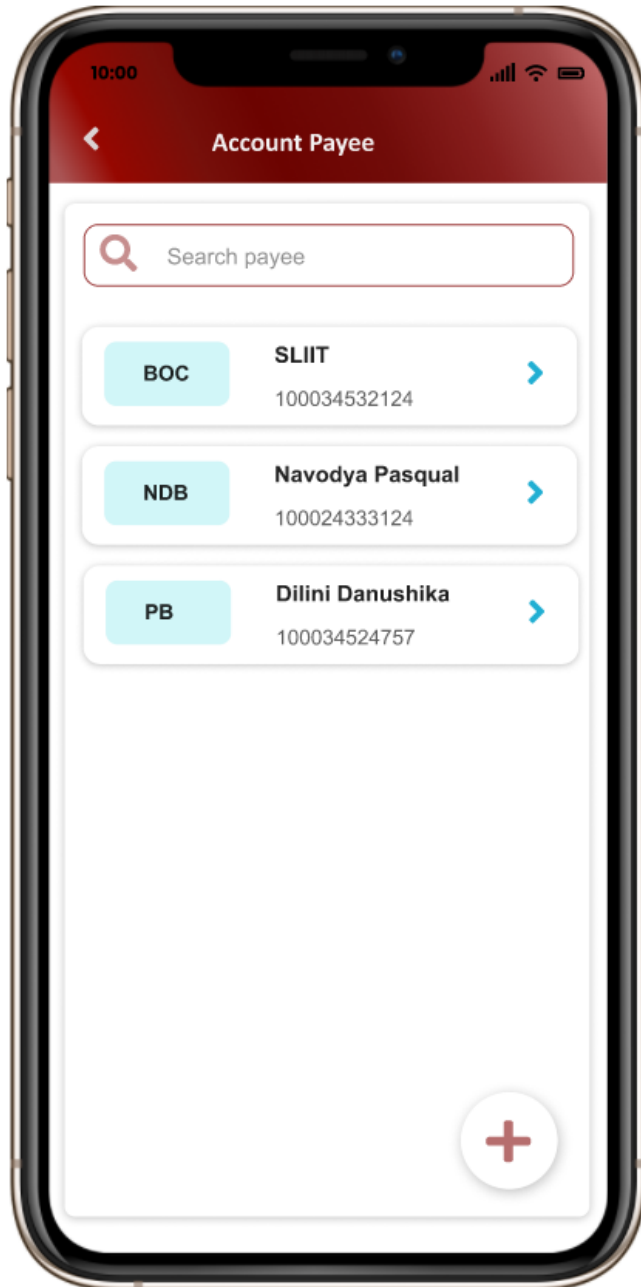 10:00
Account Payee
Search payee
BOC
SLIIT
100034532124
NDB
Navodya Pasqual
100024333124
PB
Dilini Danushika
100034524757